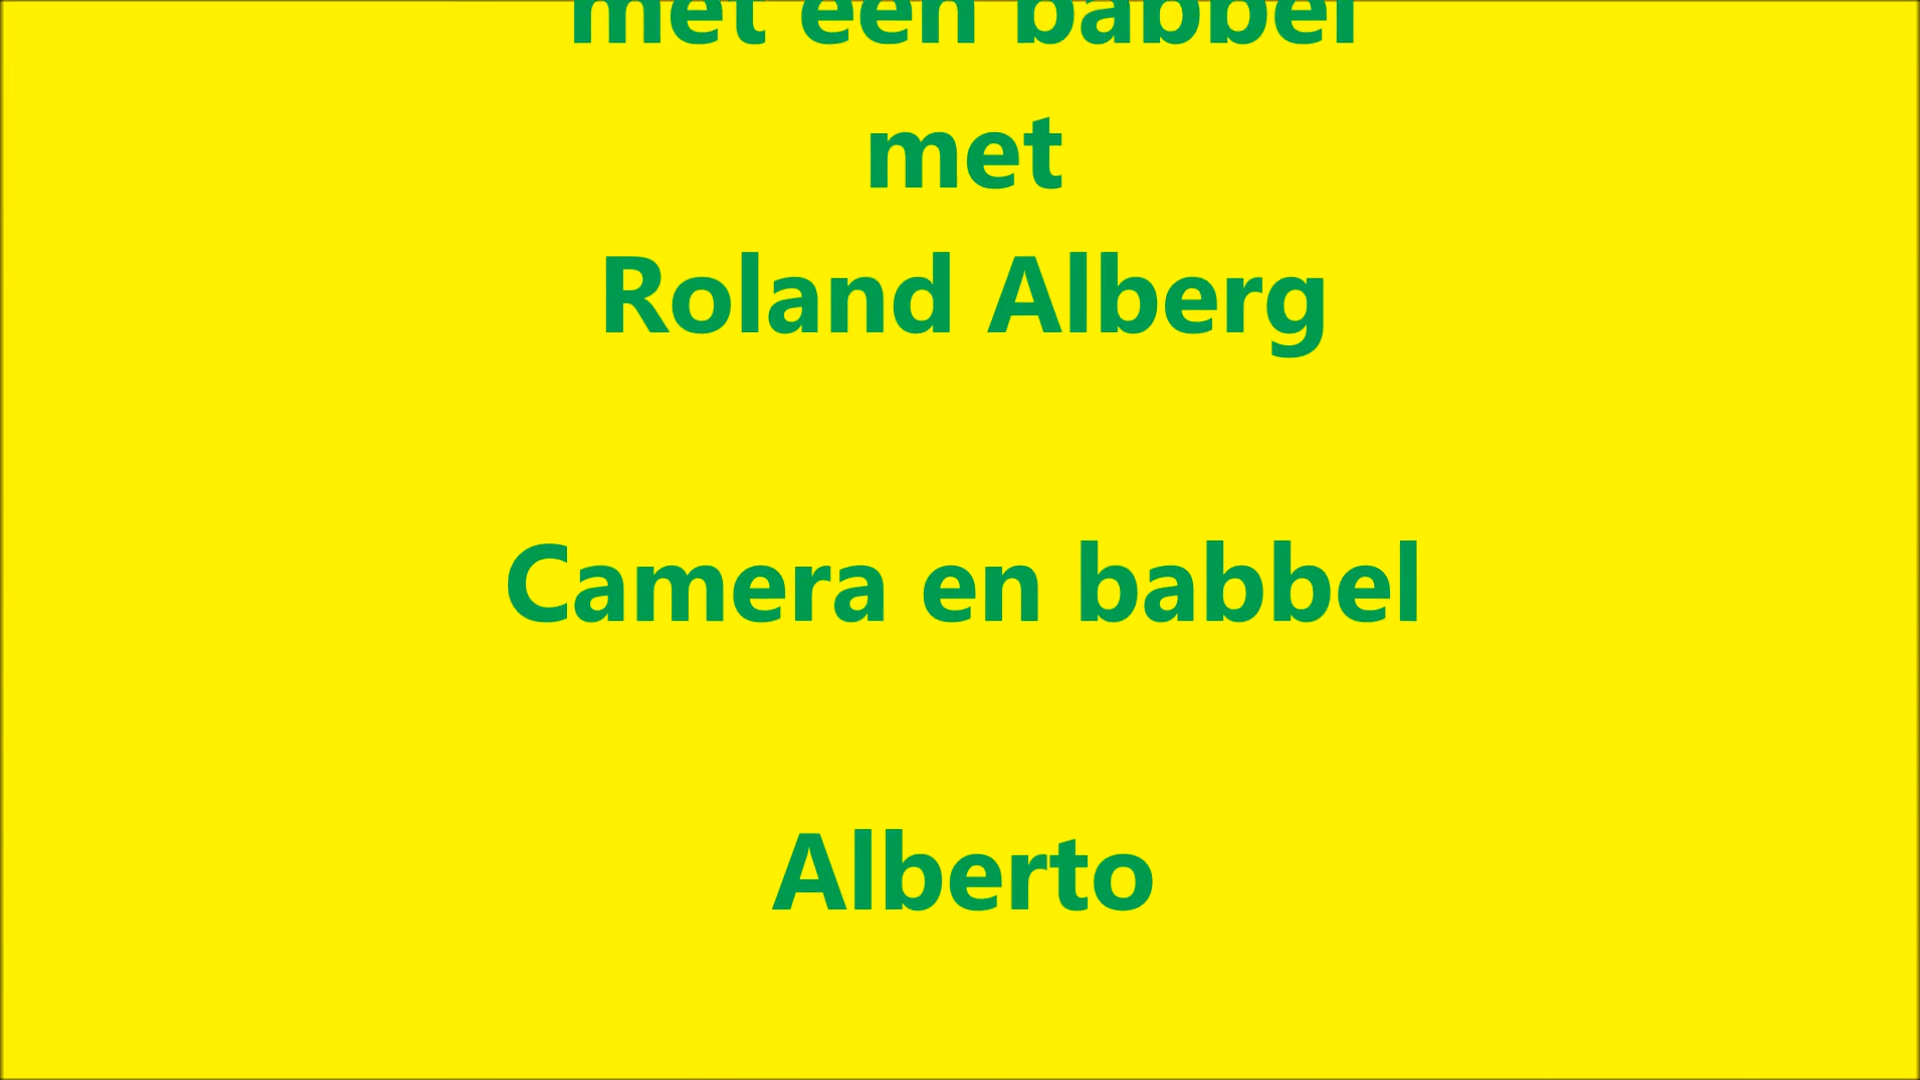 met een babbel
met
Roland Alberg
Camera en babbel
Alberto